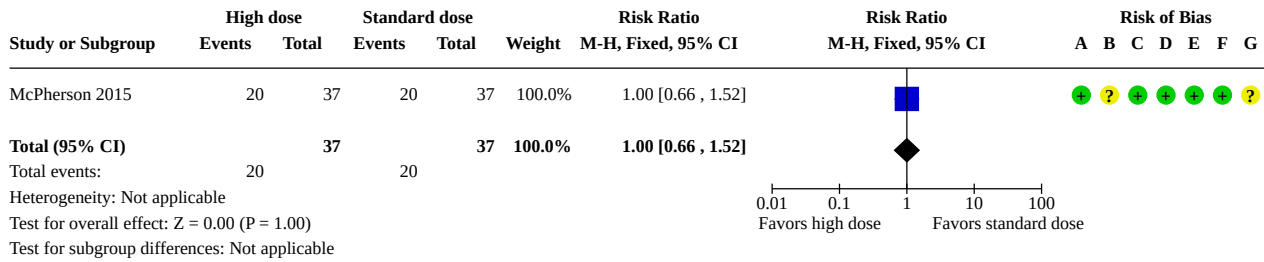 High dose Standard dose Risk Ratio Risk Ratio Risk of Bias
Study or Subgroup Events Total Events Total Weight M-H, Fixed, 95% CI M-H, Fixed, 95% CI A B C D E F G
McPherson 2015 20 37 20 37 100.0% 1.00 [0.66 , 1.52] + ? + + + + ?
Total (95% CI) 37 37 100.0% 1.00 [0.66 , 1.52]
Total events: 20 20
Heterogeneity: Not applicable 0.01 0.1 1 10 100
Test for overall effect: Z = 0.00 (P = 1.00) Favors high dose Favors standard dose
Test for subgroup differences: Not applicable